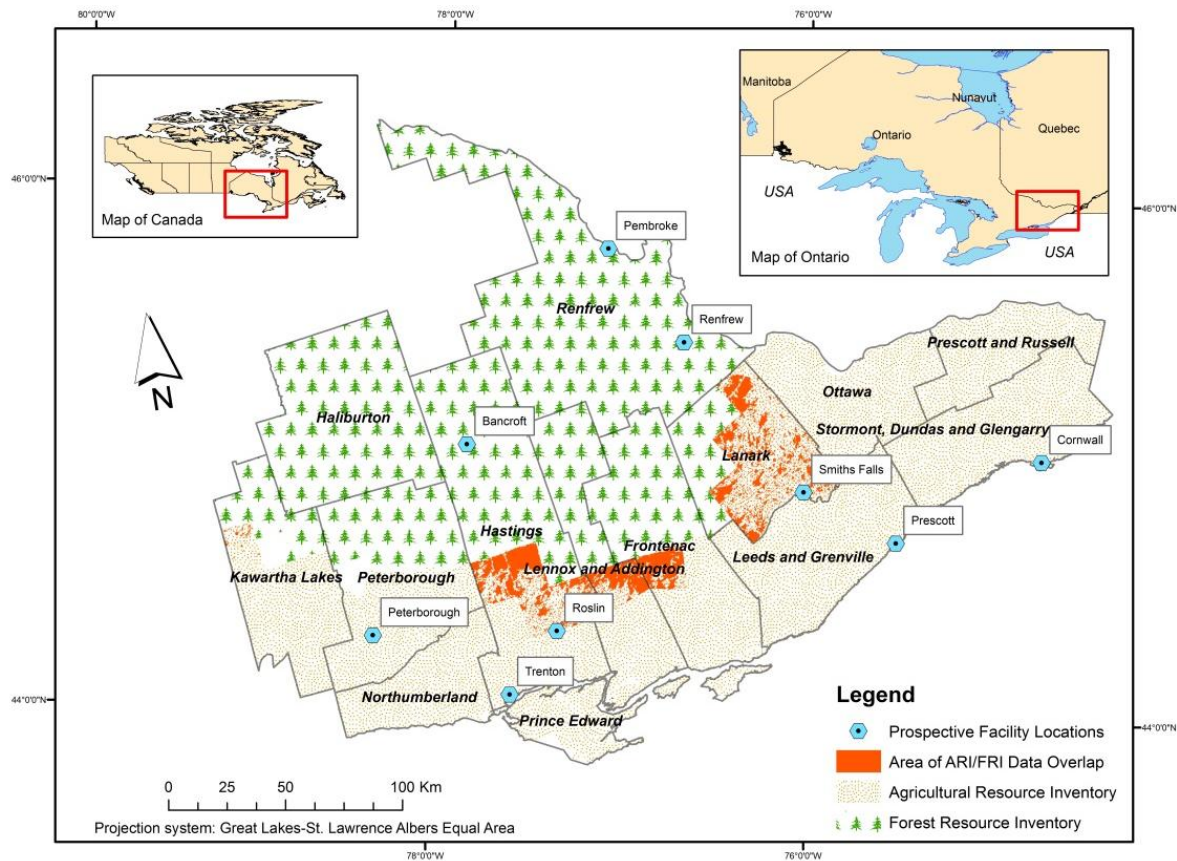 80°0'0"W
78°0'0"W
76°0'0"W
46°0'0"N
46°0'0"N
Map of Canada
Manitoba
Nunavut
Quebec
Ontario
USA
USA
Map of Ontario
N
Pembroke
Renfrew
Renfrew
Prescott and Russell
Ottawa
Haliburton
Bancroft
Stormont, Dundas and Glengarry
Cornwall
Lanark
Smiths Falls
Prescott
Hastings
Frontenac
Leeds and Grenville
Lennox and Addington
Kawartha Lakes
Peterborough
Peterborough
Roslin
Trenton
Northumberland
Prince Edward
44°0'0"N
44°0'0"N
Legend
Prospective Facility Locations
Area of ARI/FRI Data Overlap
Agricultural Resource Inventory
Forest Resource Inventory
0 25 50 100 Km
Projection system: Great Lakes-St. Lawrence Albers Equal Area
78°0'0"W
76°0'0"W